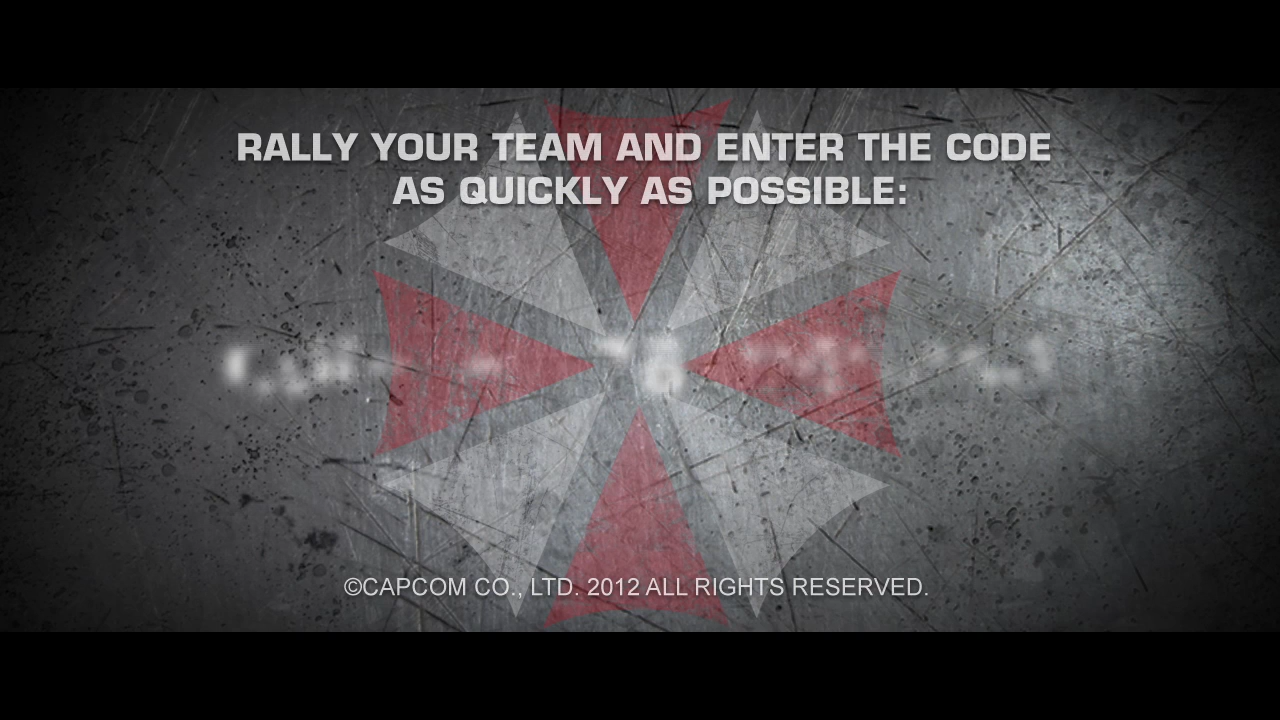 RALLY YOUR TEAM AND ENTER THE CODE
AS QUICKLY AS POSSIBLE:
©CAPCOM CO., LTD. 2012 ALL RIGHTS RESERVED.